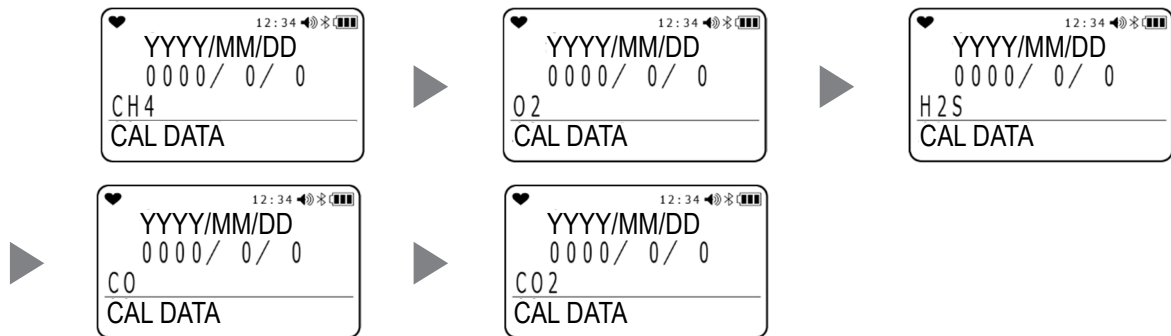 12:34
YYYY/MM/DD
0000/ 0/ 0
CH4
CAL DATA
12:34
YYYY/MM/DD
0000/ 0/ 0
O2
CAL DATA
12:34
YYYY/MM/DD
0000/ 0/ 0
H2S
CAL DATA
12:34
YYYY/MM/DD
0000/ 0/ 0
CO
CAL DATA
12:34
YYYY/MM/DD
0000/ 0/ 0
CO2
CAL DATA